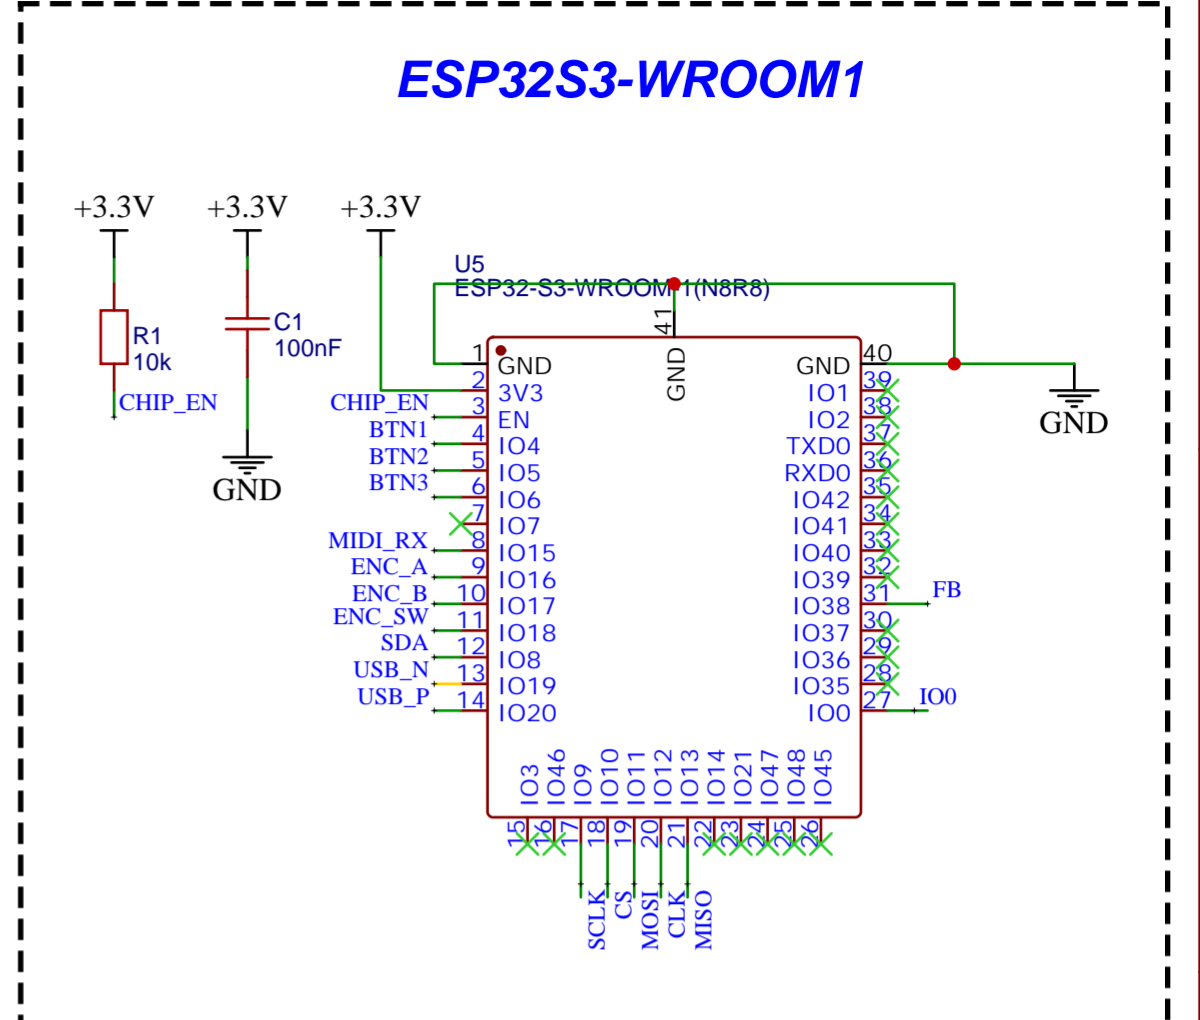 ESP32S3-WROOM1
+3.3V
+3.3V
+3.3V
R1
10k
CHIP_EN
C1
100nF
GND
U5
ESP32-S3-WROOM-1(N8R8)
41
GND
CHIP_EN
BTN1
BTN2
BTN3
MIDI_RX
ENC_A
ENC_B
ENC_SW
SDA
USB_N
USB_P
1 GND
2 3V3
3 EN
4 IO4
5 IO5
6 IO6
7 IO7
8 IO15
9 IO16
10 IO17
11 IO18
12 IO8
13 IO19
14 IO20
GND 40
IO1 39
IO2 38
TXD0 37
RXD0 36
IO42 35
IO41 34
IO40 33
IO39 32
IO38 31
IO37 30
IO36 29
IO35 28
IO0 27
FB
IO0
GND
IO3
IO46
IO9
IO10
IO11
IO12
IO13
IO14
IO21
IO47
IO48
IO45
15
16
17
18
19
20
21
22
23
24
25
26
SCLK
CS
MOSI
CLK
MISO